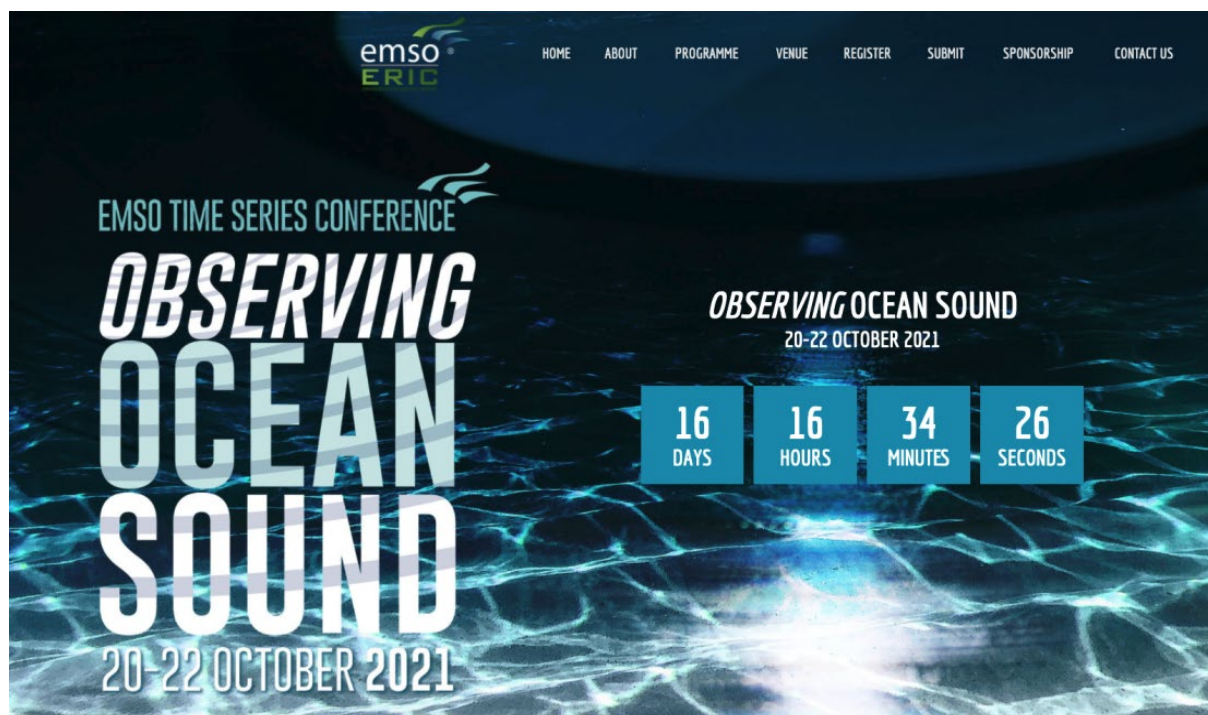 emso
ERIC
HOME ABOUT PROGRAMME VENUE REGISTER SUBMIT SPONSORSHIP CONTACT US
EMSO TIME SERIES CONFERENCE
OBSERVING
OCEAN
SOUND
20-22 OCTOBER 2021
OBSERVING OCEAN SOUND
20-22 OCTOBER 2021
16 16 34 26
DAYS HOURS MINUTES SECONDS